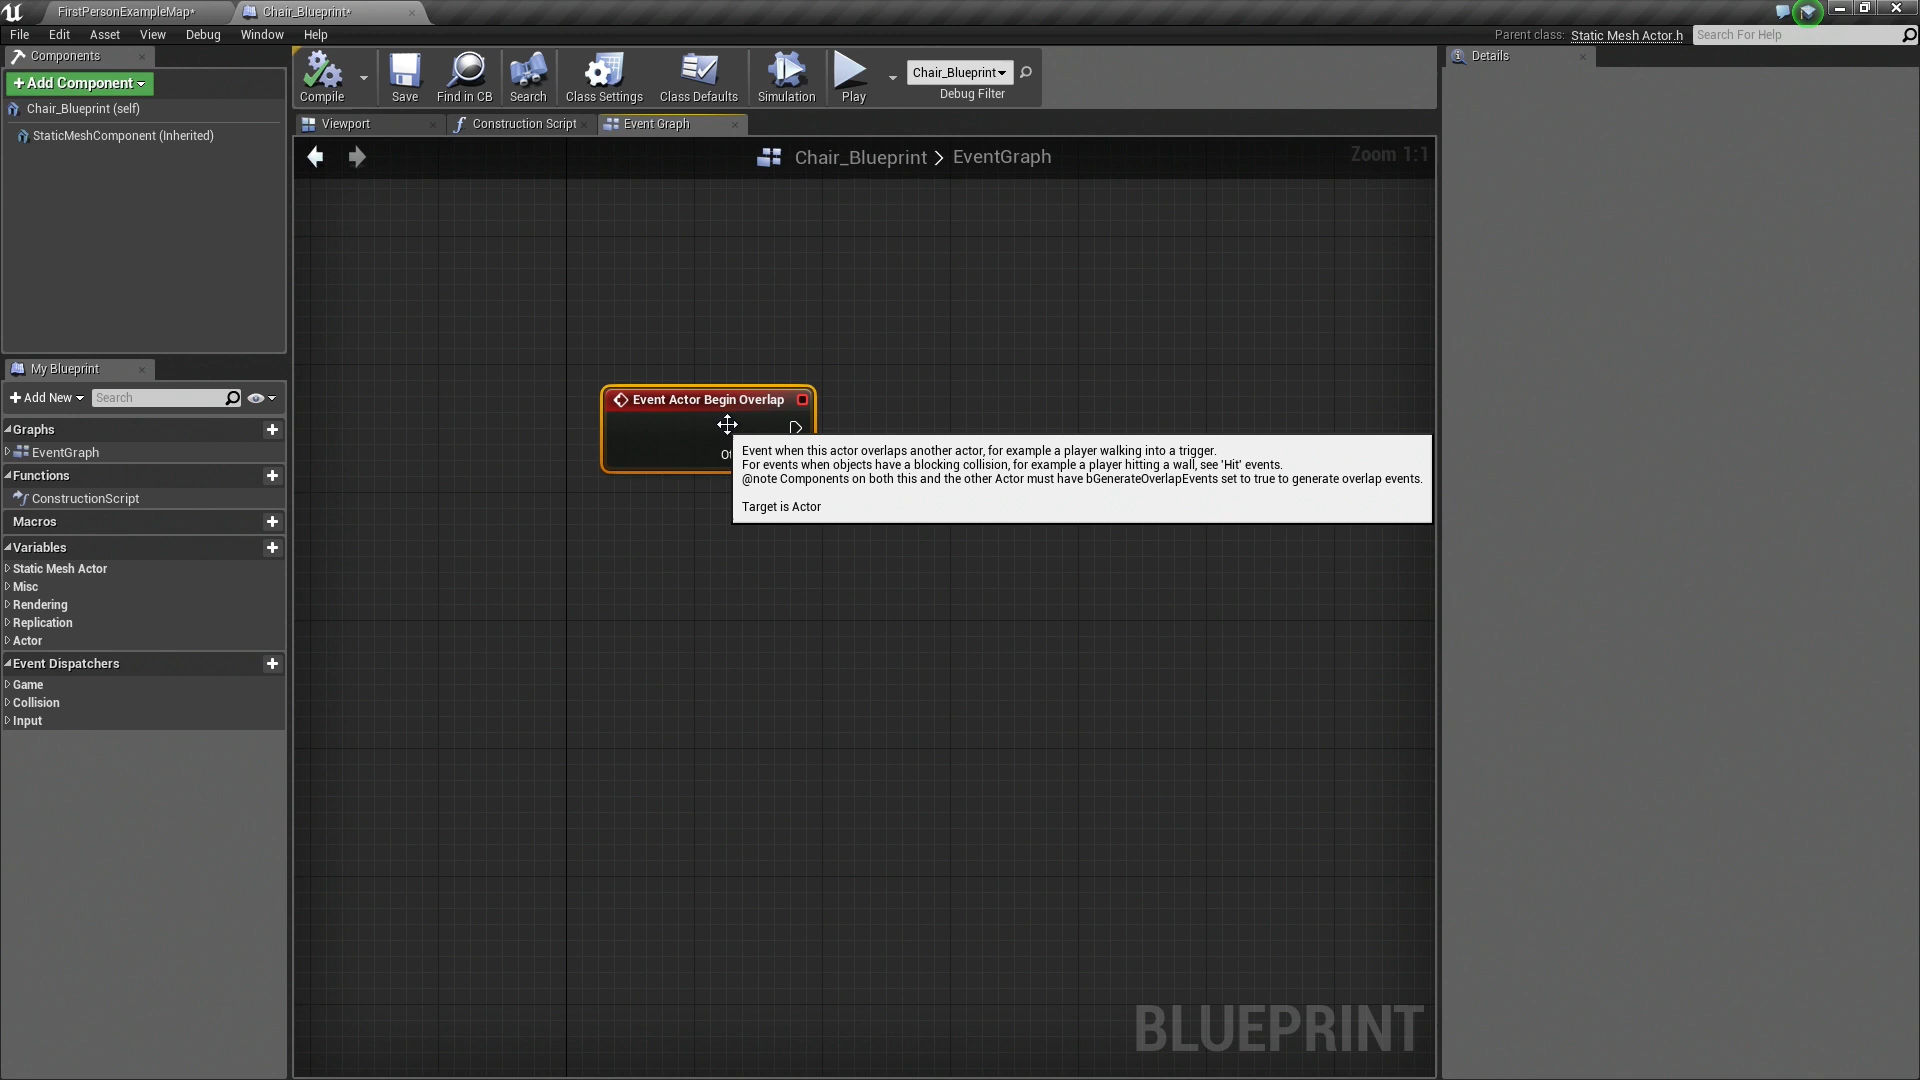 FirstPersonExampleMap*
Chair_Blueprint*
File Edit Asset View Debug Window Help
Parent class: Static Mesh Actor.h
Search For Help
Components
+Add Component
Chair_Blueprint (self)
StaticMeshComponent (Inherited)
Compile
Save
Find in CB
Search
Class Settings
Class Defaults
Simulation
Play
Chair_Blueprint
Debug Filter
Details
Viewport
Construction Script
Event Graph
Chair_Blueprint > EventGraph
Zoom 1:1
My Blueprint
+Add New
Search
Graphs
EventGraph
Functions
ConstructionScript
Macros
Variables
Static Mesh Actor
Misc
Rendering
Replication
Actor
Event Dispatchers
Game
Collision
Input
Event Actor Begin Overlap
Event when this actor overlaps another actor, for example a player walking into a trigger.
For events when objects have a blocking collision, for example a player hitting a wall, see 'Hit' events.
@note Components on both this and the other Actor must have bGenerateOverlapEvents set to true to generate overlap events.
Target is Actor
BLUEPRINT